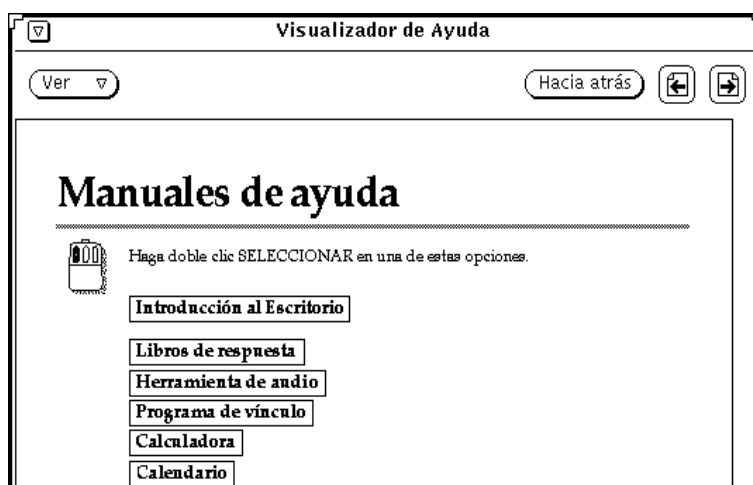 Visualizador de Ayuda
Ver
Hacia atrás
Manuales de ayuda
Haga doble clic SELECCIONAR en una de estas opciones.
Introducción al Escritorio
Libros de respuesta
Herramienta de audio
Programa de vínculo
Calculadora
Calendario